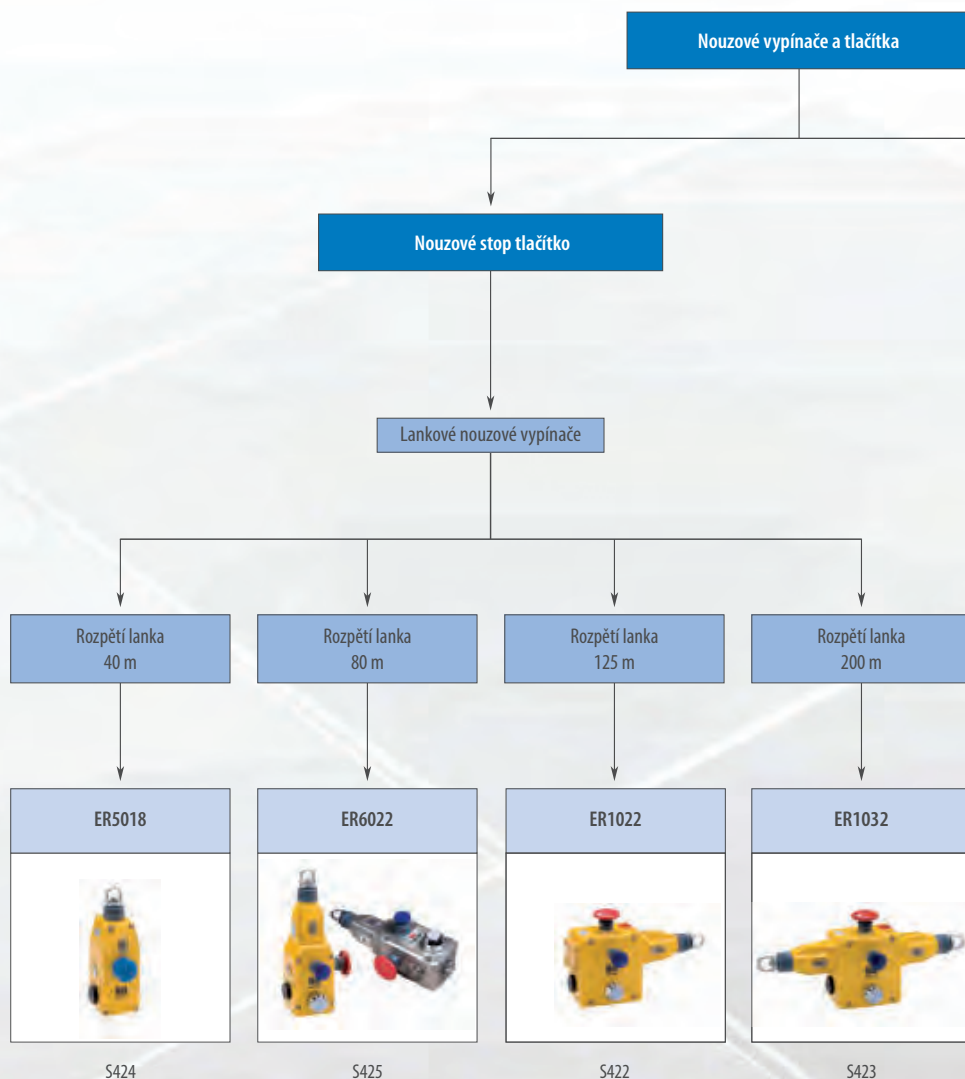 Nouzové vypínače a tlačítka
Nouzové stop tlačítko
Lankové nouzové vypínače
Rozpětí lanka
40 m
Rozpětí lanka
80 m
Rozpětí lanka
125 m
Rozpětí lanka
200 m
ER5018
ER6022
ER1022
ER1032
S424
S425
S422
S423